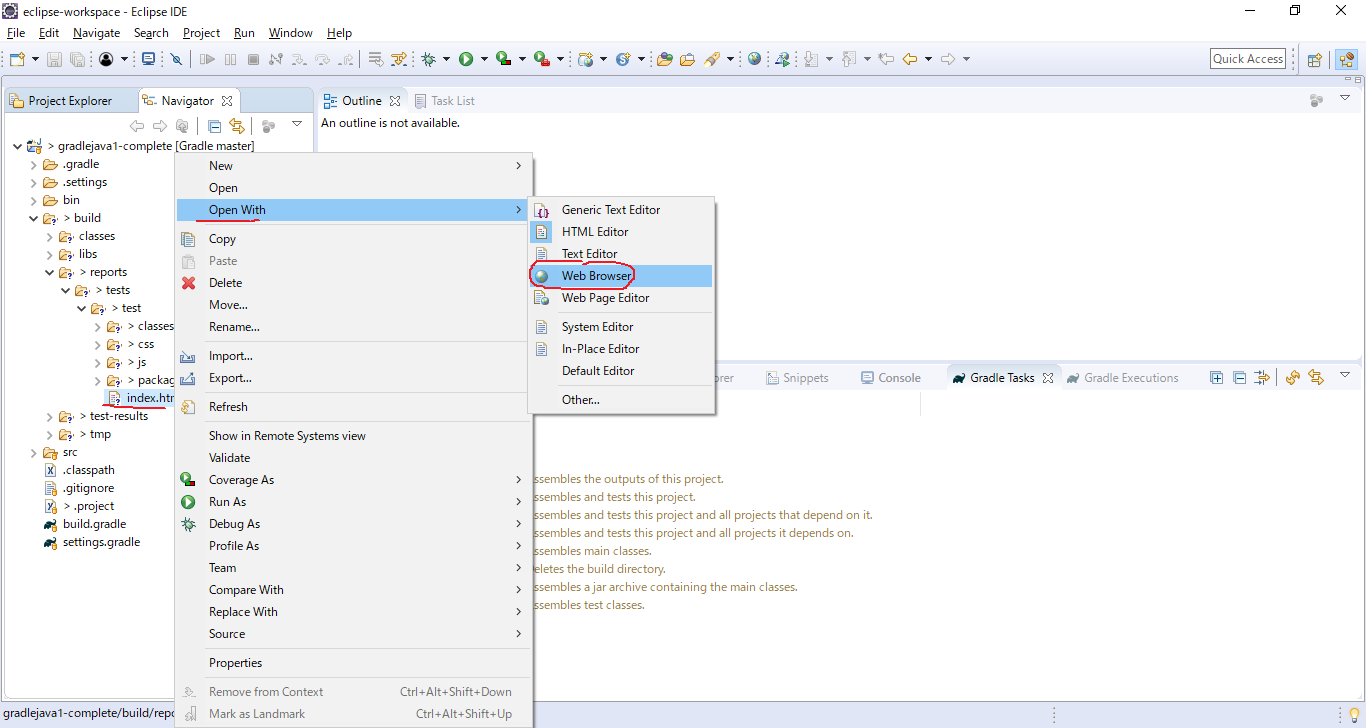 eclipse-workspace - Eclipse IDE
File Edit Navigate Search Project Run Window Help
Quick Access
Project Explorer
Navigator
> gradlejava1-complete [Gradle master]
.gradle
.settings
bin
> build
classes
libs
> reports
> tests
> test
> classes
> css
> js
> packag
index.htm
> test-results
> tmp
src
.classpath
.gitignore
> .project
build.gradle
settings.gradle
New
Open
Open With
Copy
Paste
Delete
Move...
Rename...
Import...
Export...
Refresh
Show in Remote Systems view
Validate
Coverage As
Run As
Debug As
Profile As
Team
Compare With
Replace With
Source
Properties
Remove from Context Ctrl+Alt+Shift+Down
Mark as Landmark Ctrl+Alt+Shift+Up
Generic Text Editor
HTML Editor
Text Editor
Web Browser
Web Page Editor
System Editor
In-Place Editor
Default Editor
Other...
Outline
Task List
An outline is not available.
orer
Snippets
Console
Gradle Tasks
Gradle Executions
ssembles the outputs of this project.
ssembles and tests this project.
ssembles and tests this project and all projects that depend on it.
ssembles and tests this project and all projects it depends on.
ssembles main classes.
eletes the build directory.
ssembles a jar archive containing the main classes.
ssembles test classes.
gradlejava1-complete/build/repo